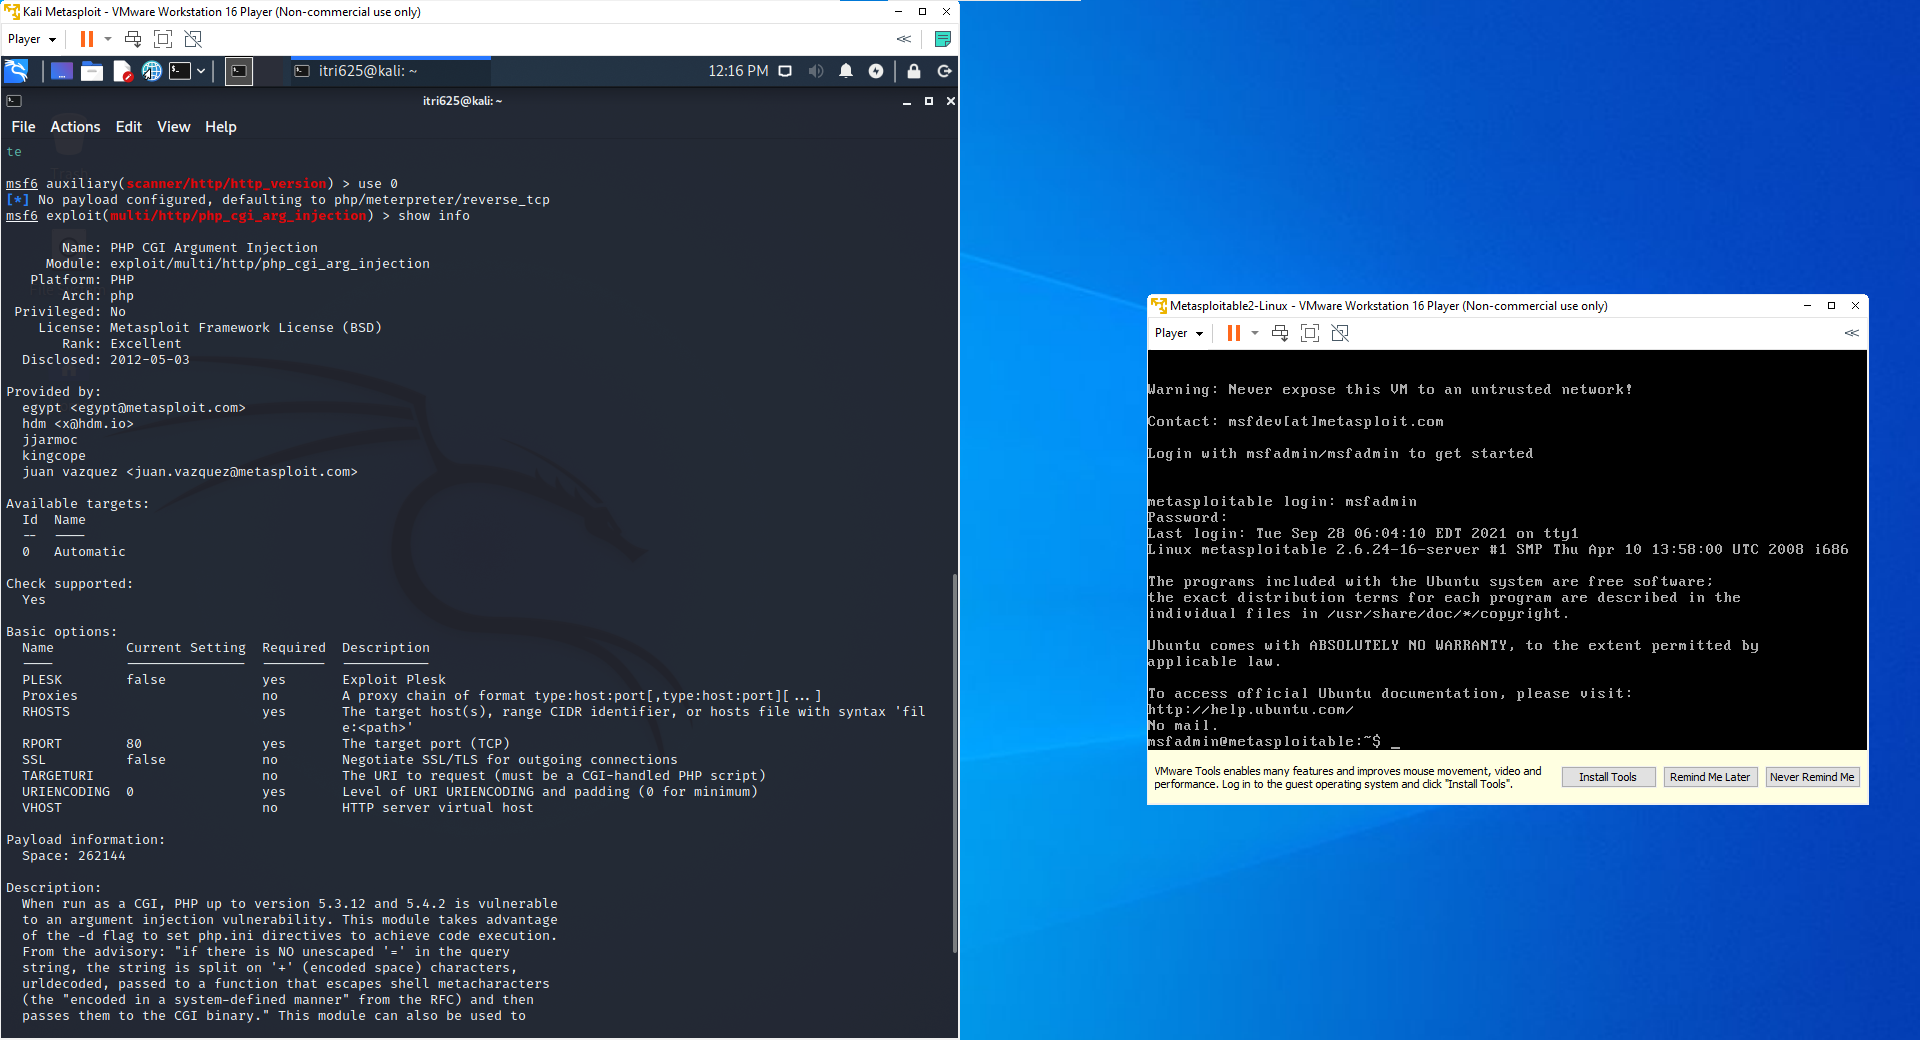 Kali Metasploit - VMware Workstation 16 Player (Non-commercial use only)
Player
itri625@kali: ~
12:16 PM
itri625@kali: ~
File Actions Edit View Help
te
msf6 auxiliary(scanner/http/http_version) > use 0
[*] No payload configured, defaulting to php/meterpreter/reverse_tcp
msf6 exploit(multi/http/php_cgi_arg_injection) > show info
Name: PHP CGI Argument Injection
Module: exploit/multi/http/php_cgi_arg_injection
Platform: PHP
Arch: php
Privileged: No
License: Metasploit Framework License (BSD)
Rank: Excellent
Disclosed: 2012-05-03
Provided by:
egypt <egypt@metasploit.com>
hdm <x@hdm.io>
jjarmoc
kingcope
juan vazquez <juan.vazquez@metasploit.com>
Available targets:
Id  Name
--  ----
0   Automatic
Check supported:
Yes
Basic options:
Name  Current Setting  Required  Description
----  ---------------  --------  -----------
PLESK  false  yes  Exploit Plesk
Proxies  no  A proxy chain of format type:host:port[,type:host:port][...]
RHOSTS  yes  The target host(s), range CIDR identifier, or hosts file with syntax 'fil
e:<path>'
RPORT  80  yes  The target port (TCP)
SSL  false  no  Negotiate SSL/TLS for outgoing connections
TARGETURI  no  The URI to request (must be a CGI-handled PHP script)
URIENCODING  0  yes  Level of URI URIENCODING and padding (0 for minimum)
VHOST  no  HTTP server virtual host
Payload information:
Space: 262144
Description:
When run as a CGI, PHP up to version 5.3.12 and 5.4.2 is vulnerable
to an argument injection vulnerability. This module takes advantage
of the -d flag to set php.ini directives to achieve code execution.
From the advisory: "if there is NO unescaped '=' in the query
string, the string is split on '+' (encoded space) characters,
urldecoded, passed to a function that escapes shell metacharacters
(the "encoded in a system-defined manner" from the RFC) and then
passes them to the CGI binary." This module can also be used to
Metasploitable2-Linux - VMware Workstation 16 Player (Non-commercial use only)
Player
Warning: Never expose this VM to an untrusted network!
Contact: msfdev[at]metasploit.com
Login with msfadmin/msfadmin to get started
metasploitable login: msfadmin
Password:
Last login: Tue Sep 28 06:04:10 EDT 2021 on tty1
Linux metasploitable 2.6.24-16-server #1 SMP Thu Apr 10 13:58:00 UTC 2008 i686
The programs included with the Ubuntu system are free software;
the exact distribution terms for each program are described in the
individual files in /usr/share/doc/*/copyright.
Ubuntu comes with ABSOLUTELY NO WARRANTY, to the extent permitted by
applicable law.
To access official Ubuntu documentation, please visit:
http://help.ubuntu.com/
No mail.
msfadmin@metasploitable:~$ _
VMware Tools enables many features and improves mouse movement, video and
performance. Log in to the guest operating system and click "Install Tools".
Install Tools
Remind Me Later
Never Remind Me